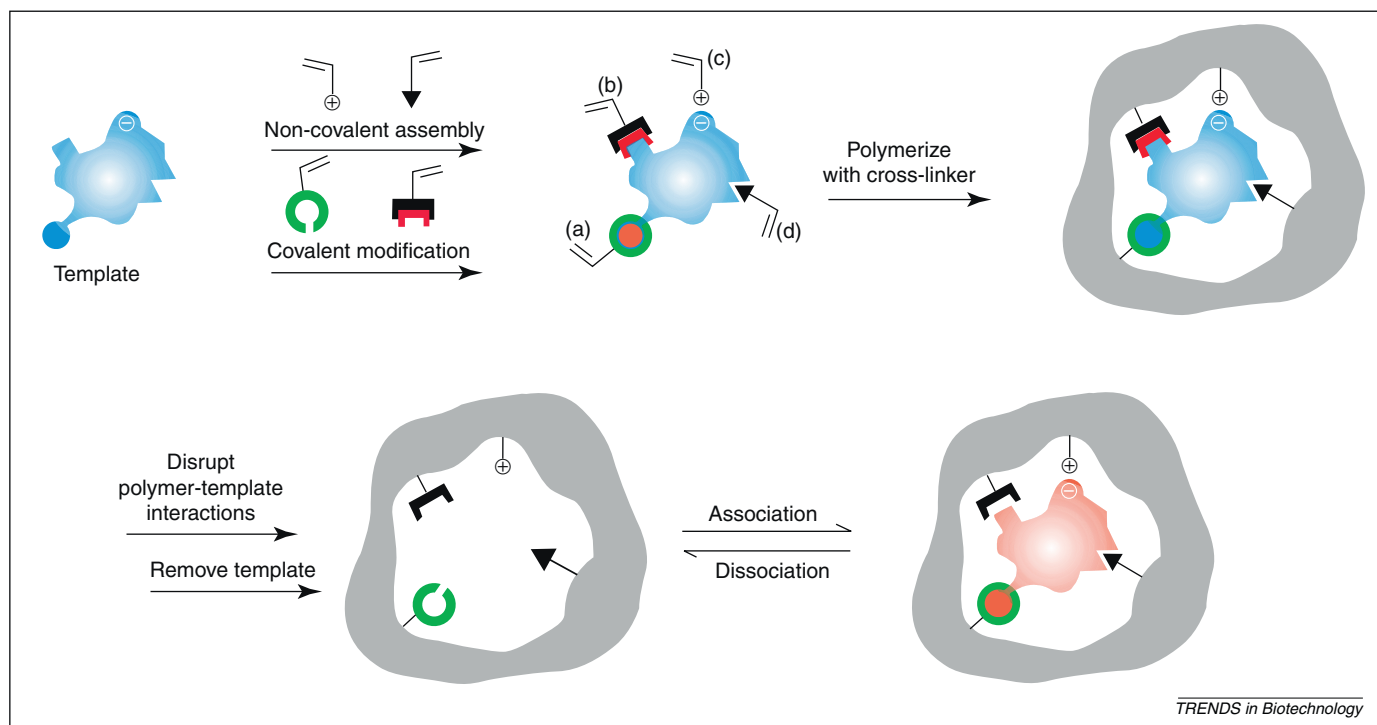 (c)
(b)
Non-covalent assembly
Polymerize
with cross-linker
(a)
(d)
Covalent modification
Template
Disrupt
polymer-template
interactions
Association
Remove template
Dissociation
TRENDS in Biotechnology